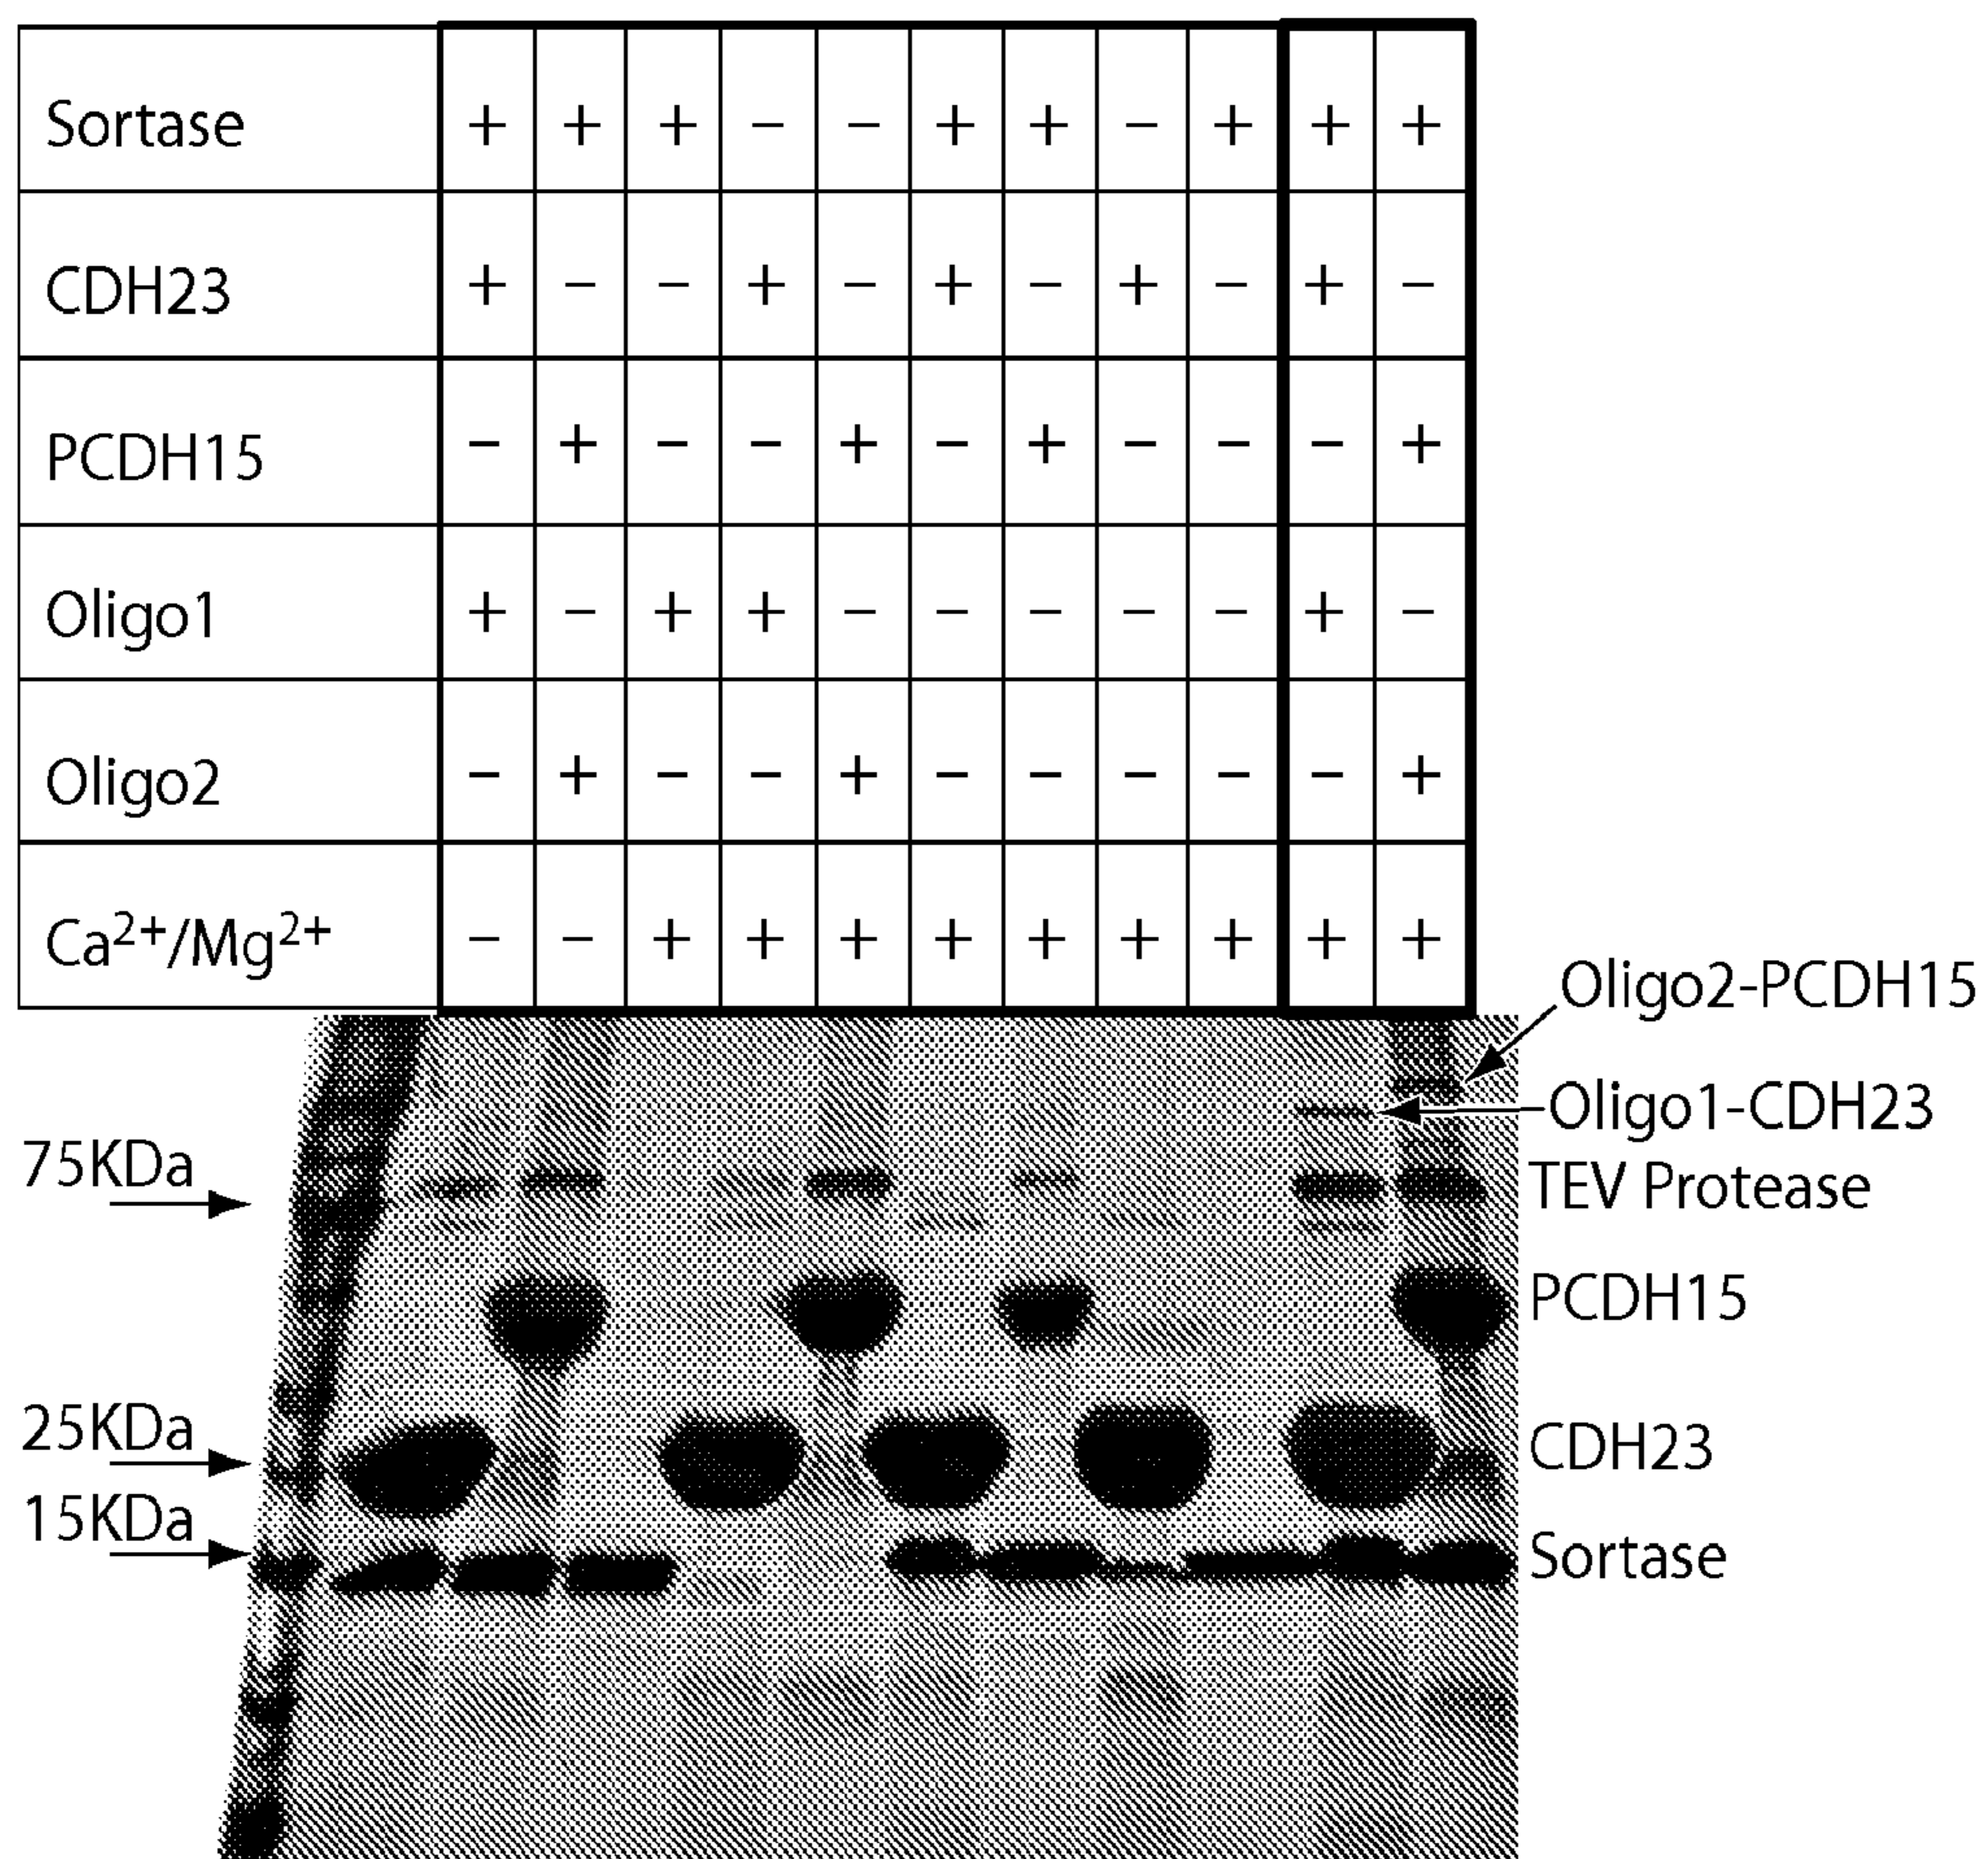 Sortase + + + − − + + − + + +
CDH23 + − − + − + − + − + −
PCDH15 − + − − + − + − − − +
Oligo1 + − + + − − − − − + −
Oligo2 − + − − + − − − − − +
Ca²⁺/Mg²⁺ − − + + + + + + + + +
Oligo2-PCDH15
Oligo1-CDH23
75KDa
TEV Protease
PCDH15
25KDa
CDH23
15KDa
Sortase